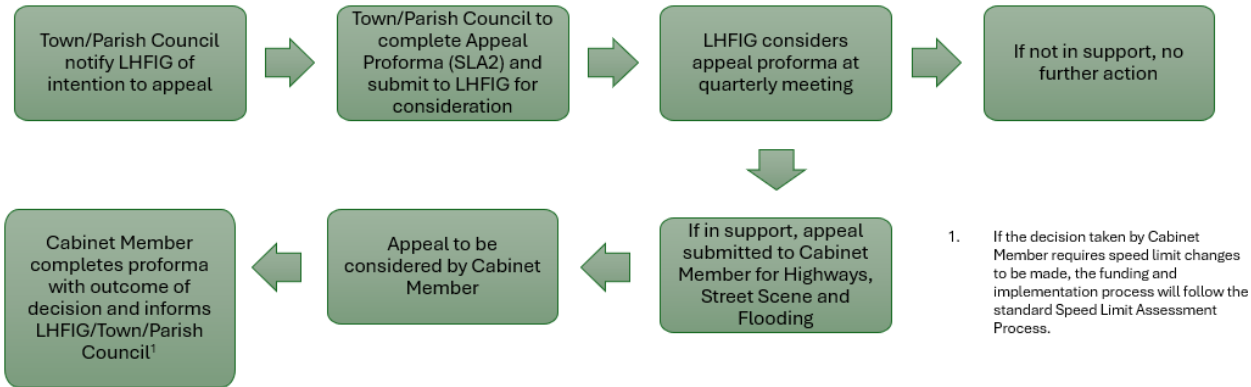 Town/Parish Council
notify LHFIG of
intention to appeal
Town/Parish Council to
complete Appeal
Proforma (SLA2) and
submit to LHFIG for
consideration
LHFIG considers
appeal proforma at
quarterly meeting
If not in support, no
further action
If in support, appeal
submitted to Cabinet
Member for Highways,
Street Scene and
Flooding
Appeal to be
considered by Cabinet
Member
Cabinet Member
completes proforma
with outcome of
decision and informs
LHFIG/Town/Parish
Council¹
1. If the decision taken by Cabinet
Member requires speed limit changes
to be made, the funding and
implementation process will follow the
standard Speed Limit Assessment
Process.